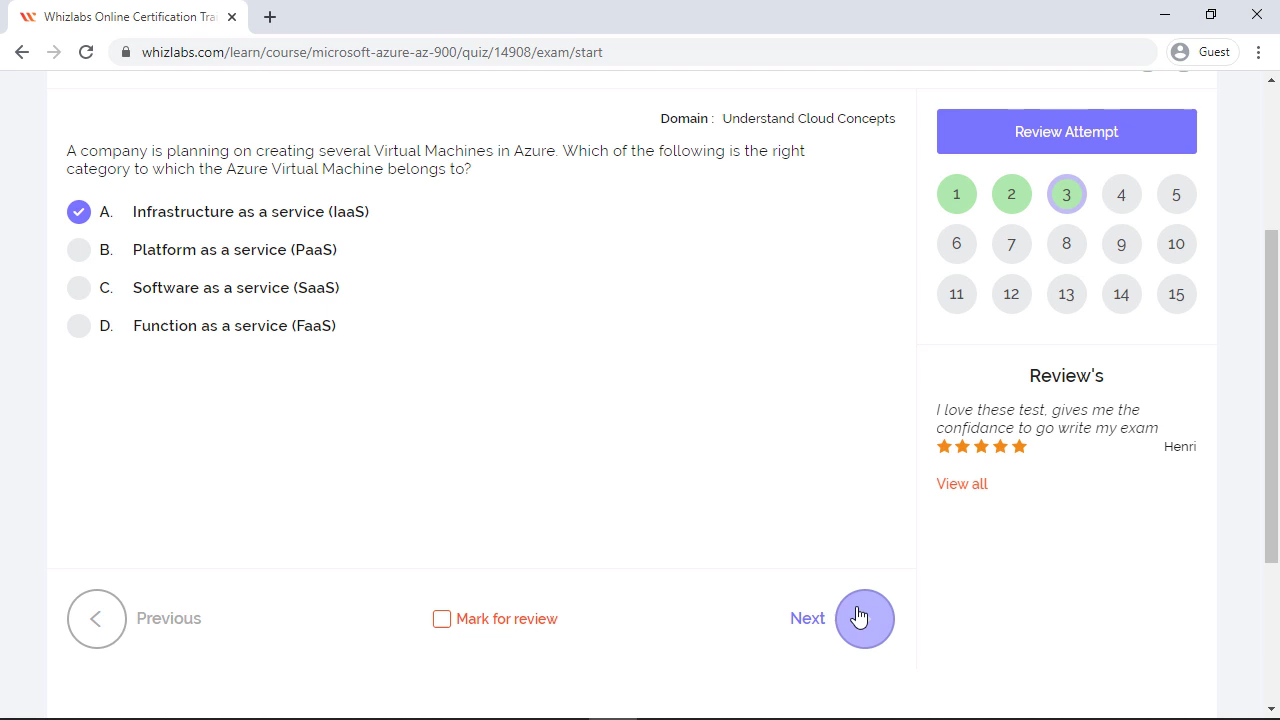 Whizlabs Online Certification Tra
whizlabs.com/learn/course/microsoft-azure-az-900/quiz/14908/exam/start
Guest
Domain : Understand Cloud Concepts
A company is planning on creating several Virtual Machines in Azure. Which of the following is the right
category to which the Azure Virtual Machine belongs to?
A. Infrastructure as a service (IaaS)
B. Platform as a service (PaaS)
C. Software as a service (SaaS)
D. Function as a service (FaaS)
Previous
Mark for review
Next
Review Attempt
1 2 3 4 5
6 7 8 9 10
11 12 13 14 15
Review's
I love these test, gives me the
confidance to go write my exam
Henri
View all